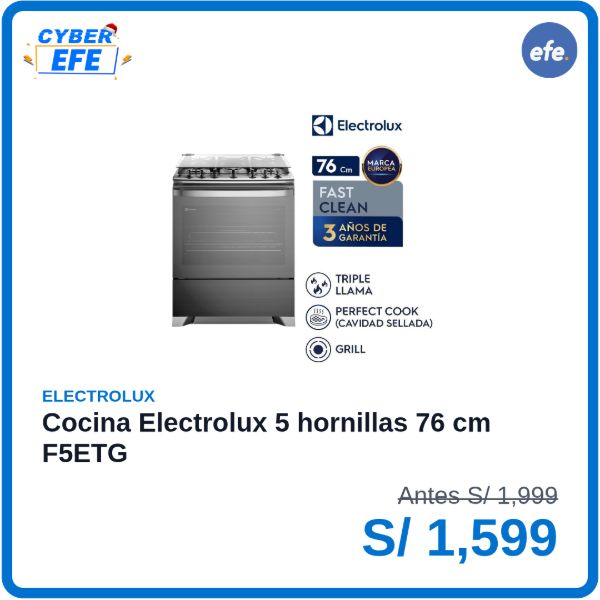 CYBER
EFE
efe.
Electrolux
76 Cm
MARCA
EUROPEA
FAST
CLEAN
3 AÑOS DE
GARANTÍA
TRIPLE
LLAMA
PERFECT COOK
(CAVIDAD SELLADA)
GRILL
ELECTROLUX
Cocina Electrolux 5 hornillas 76 cm
F5ETG
Antes S/ 1,999
S/ 1,599